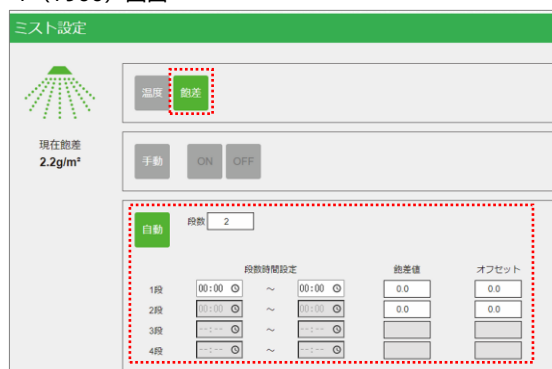 ミスト設定
温度 飽差
現在飽差
2.2g/m³
手動 ON OFF
自動 段数 2
段数時間設定 飽差値 オフセット
1段 00:00 ～ 00:00 0.0 0.0
2段 00:00 ～ 00:00 0.0 0.0
3段 --:-- ～ --:--
4段 --:-- ～ --:--